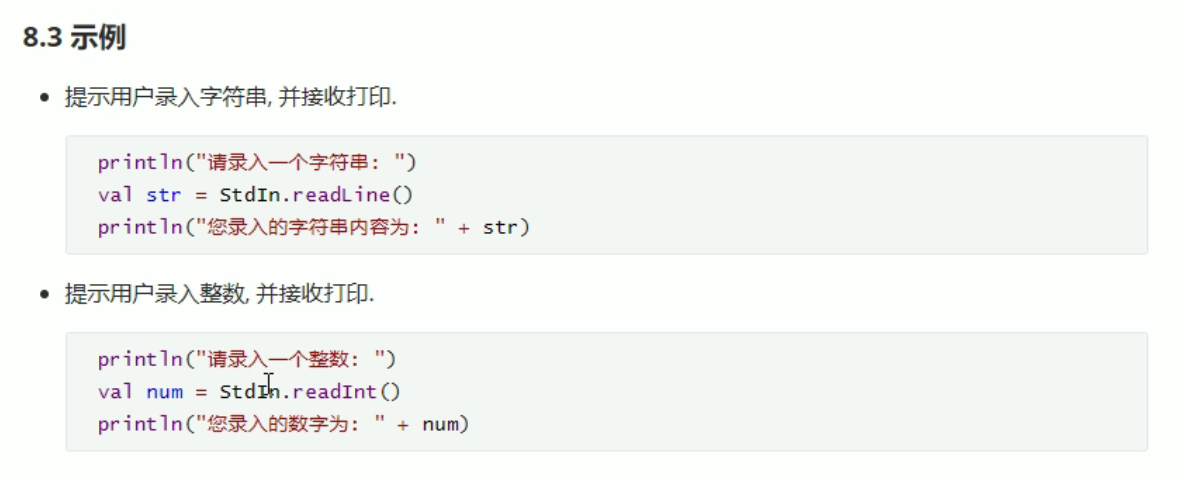 8.3 示例
提示用户录入字符串, 并接收打印.
println("请录入一个字符串: ")
val str = StdIn.readLine()
println("您录入的字符串内容为: " + str)
提示用户录入整数, 并接收打印.
println("请录入一个整数: ")
val num = StdIn.readInt()
println("您录入的数字为: " + num)